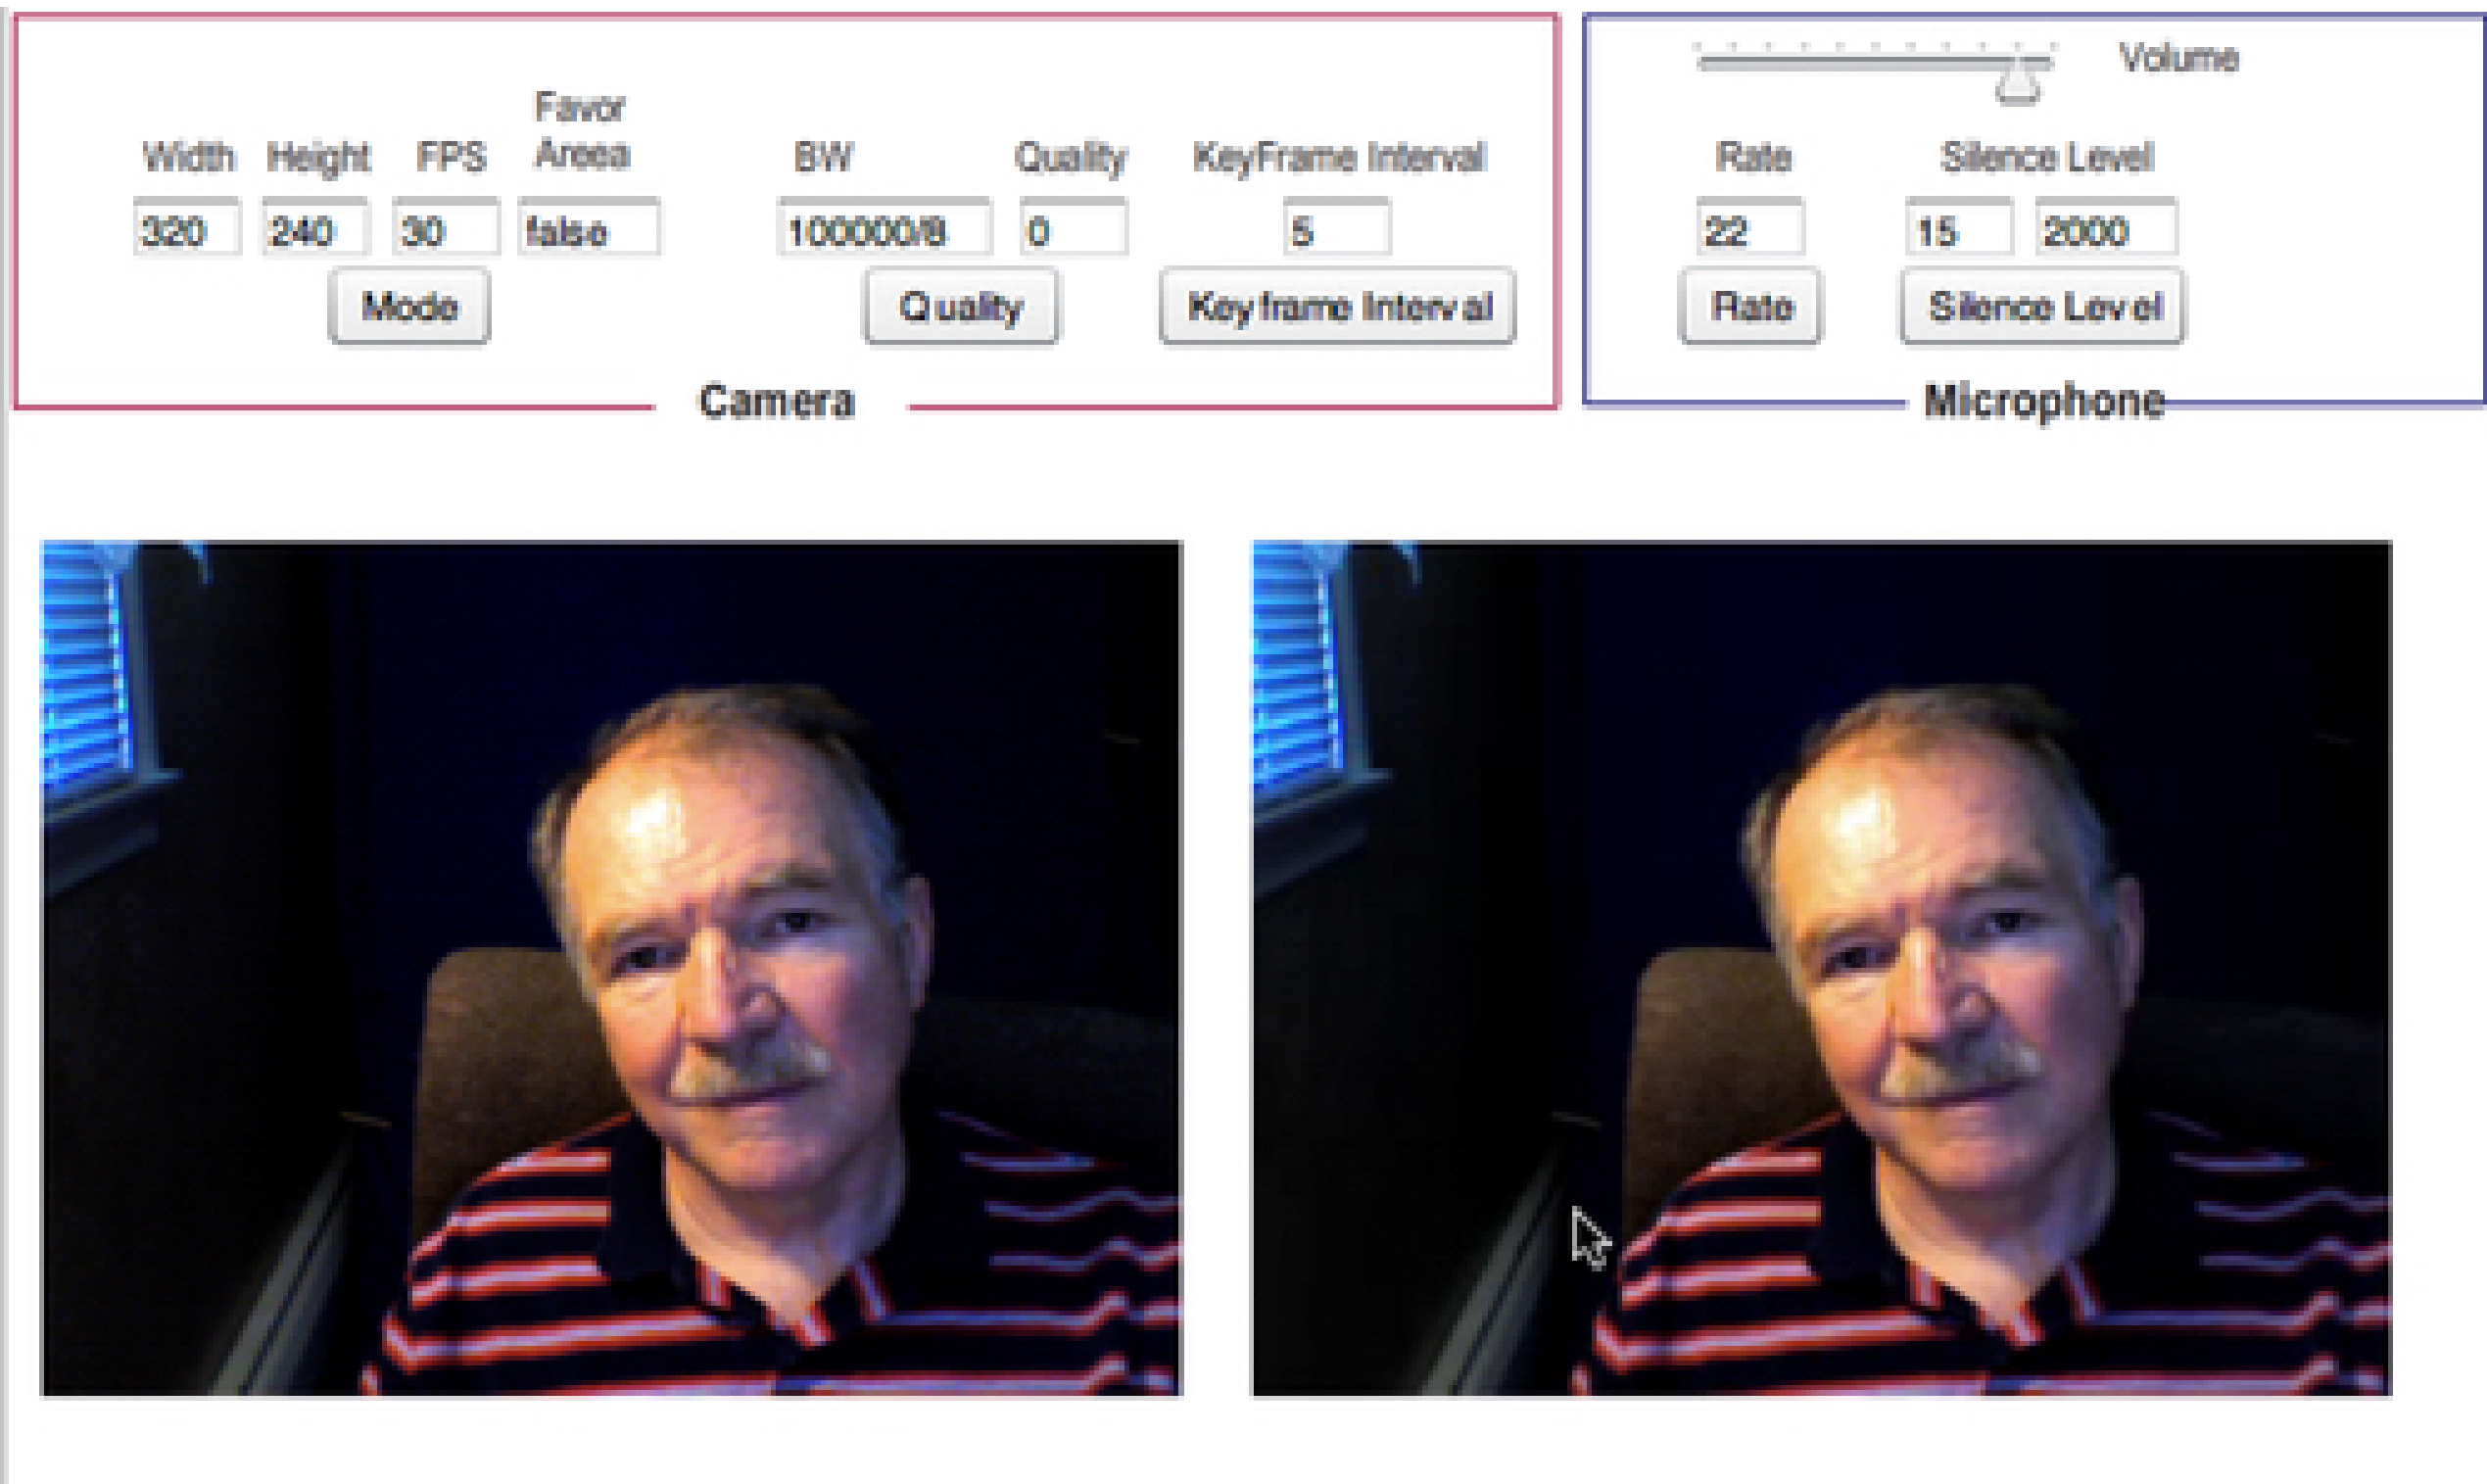 Volume
Favor
Width Height FPS Areea BW Quality KeyFrame Interval Rate Silence Level
320 240 30 false 100000/8 0 5 22 15 2000
Mode Quality Keyframe Interval Rate Silence Level
Camera Microphone